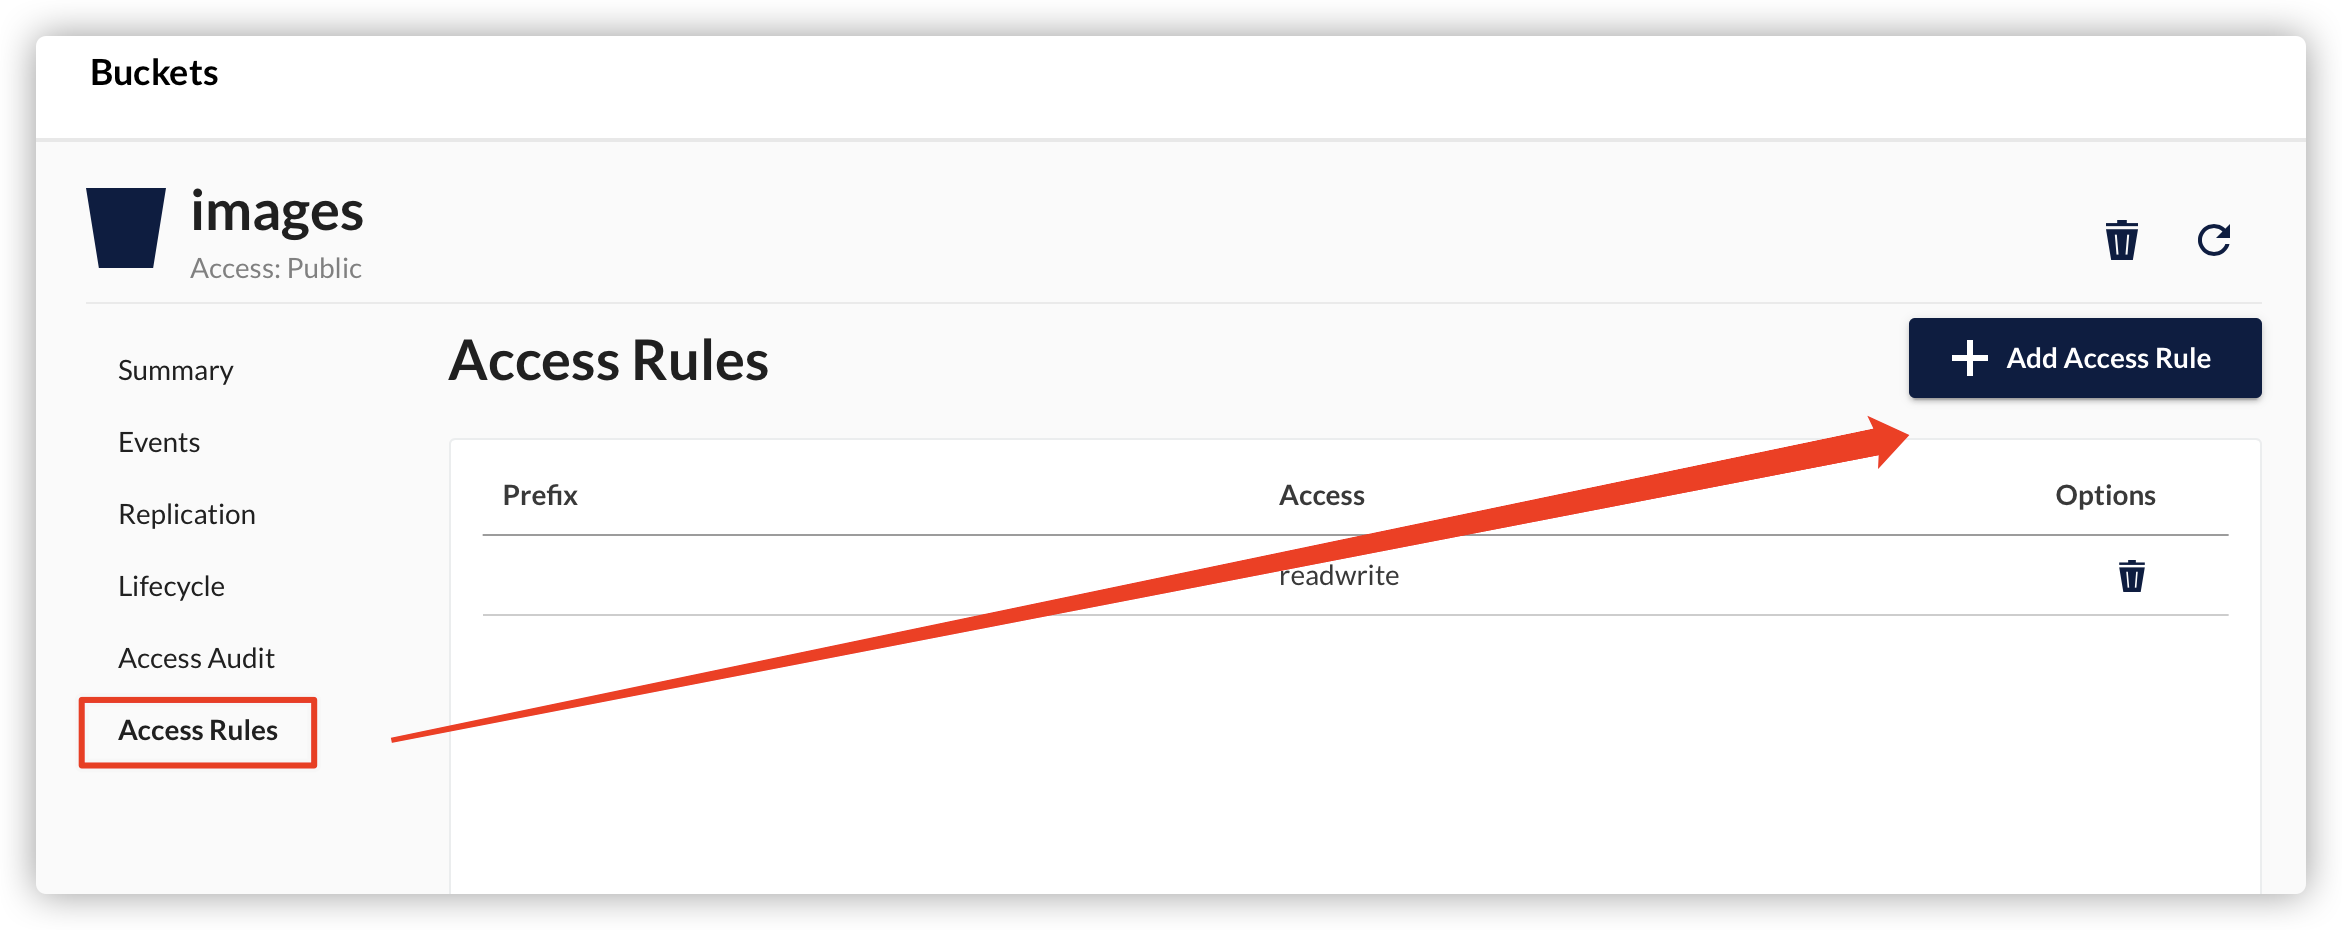 Buckets
images
Access: Public
Summary
Events
Replication
Lifecycle
Access Audit
Access Rules
Access Rules
Add Access Rule
Prefix Access Options
readwrite